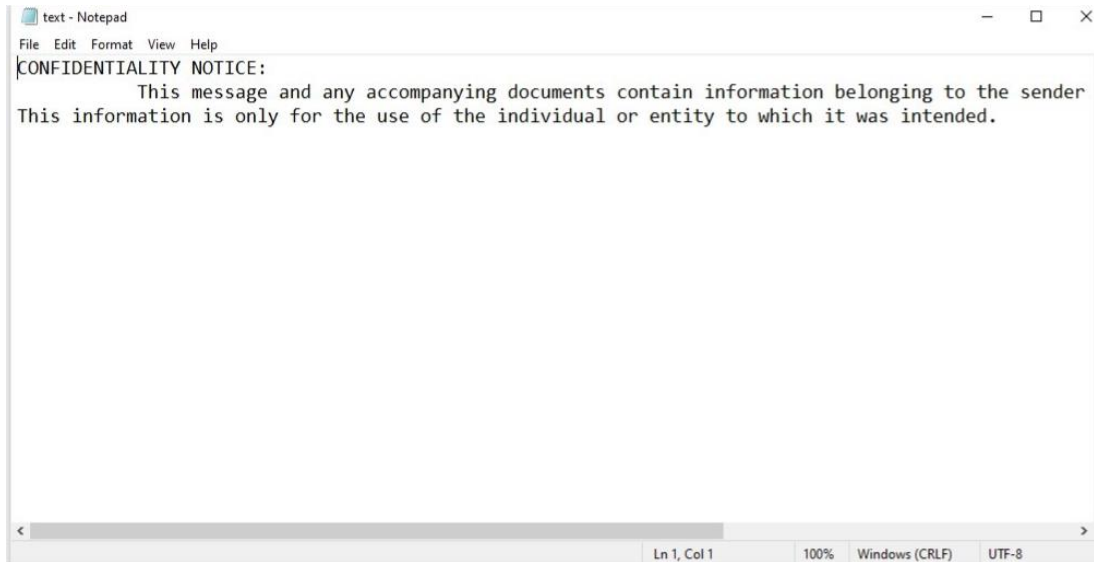 text - Notepad
File Edit Format View Help
CONFIDENTIALITY NOTICE:
This message and any accompanying documents contain information belonging to the sender
This information is only for the use of the individual or entity to which it was intended.
Ln 1, Col 1 100% Windows (CRLF) UTF-8